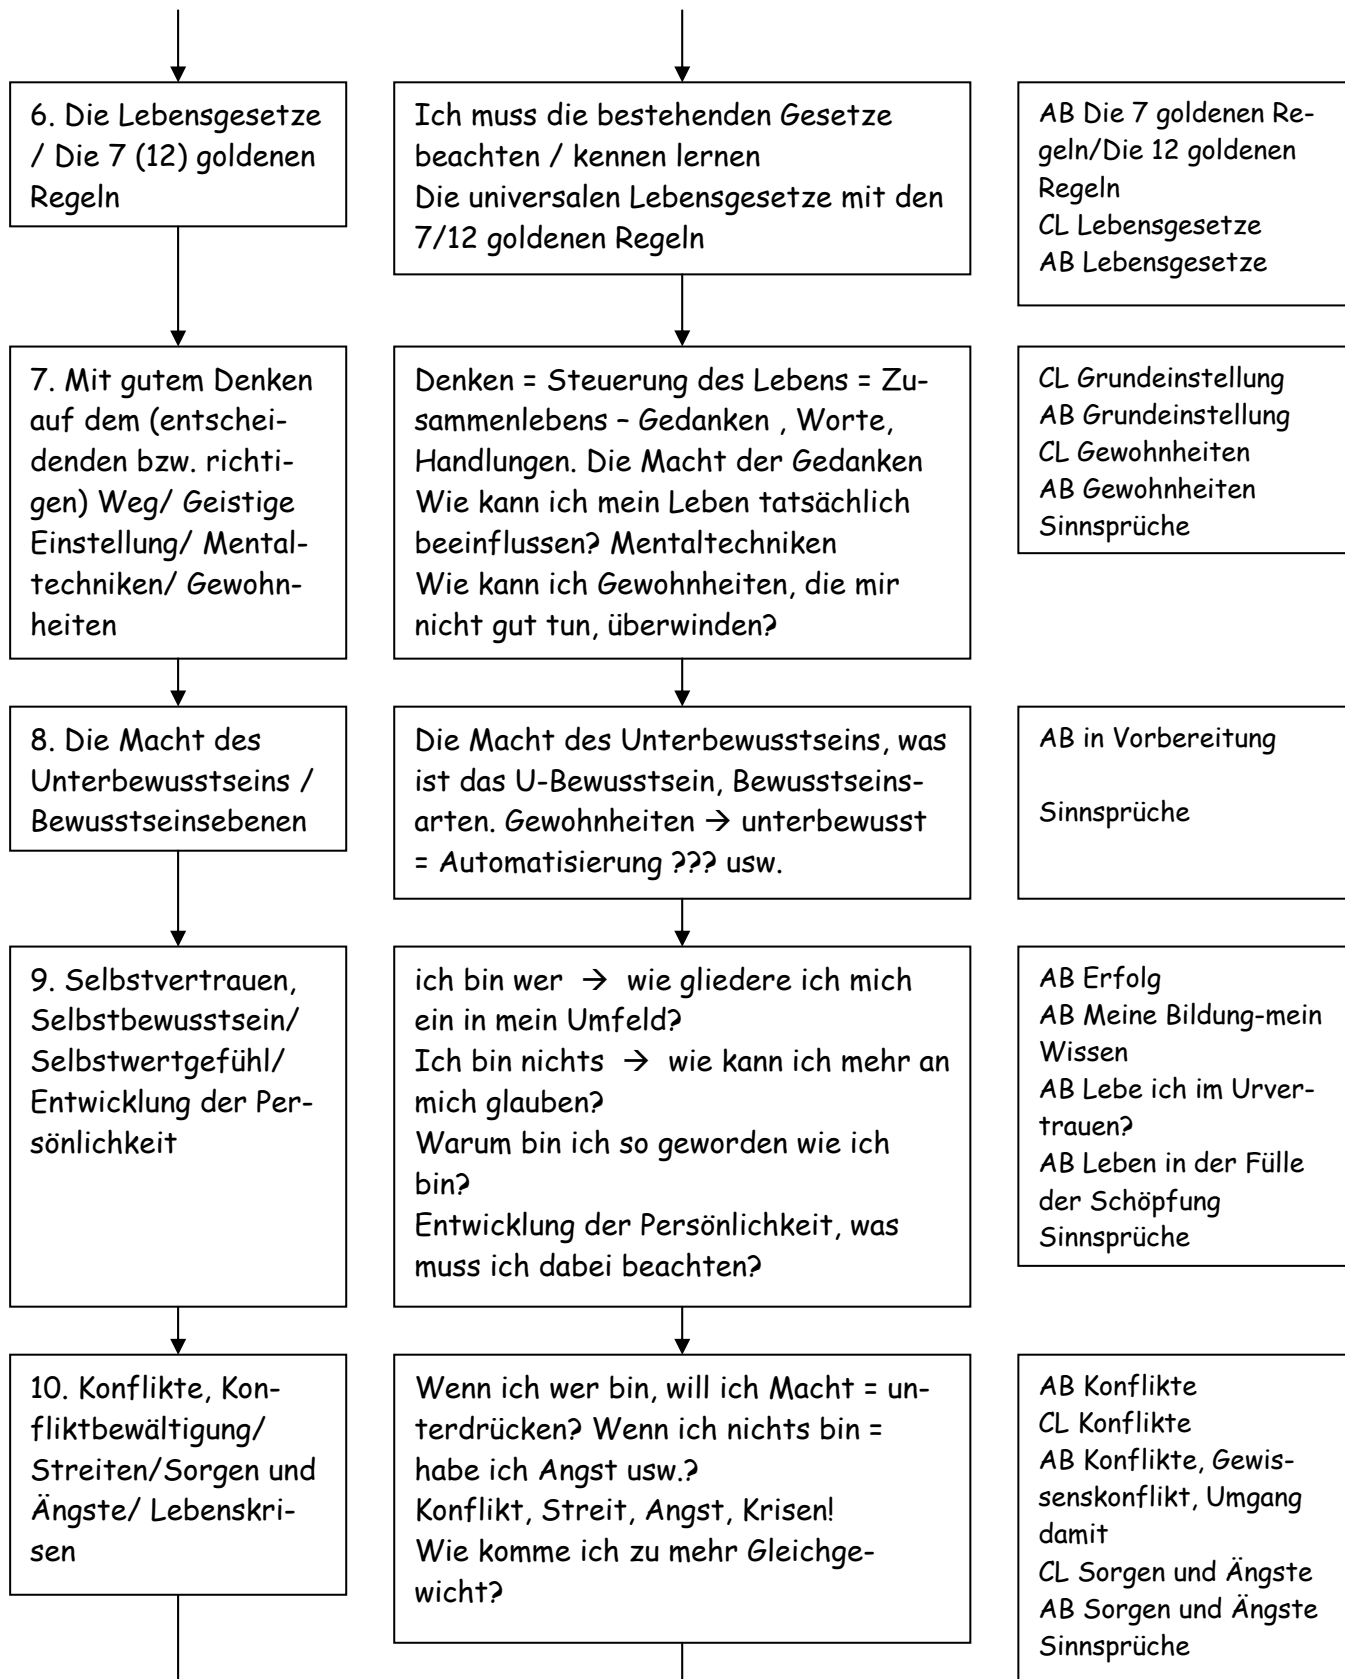 6. Die Lebensgesetze
/ Die 7 (12) goldenen
Regeln
Ich muss die bestehenden Gesetze
beachten / kennen lernen
Die universalen Lebensgesetze mit den
7/12 goldenen Regeln
AB Die 7 goldenen Re-
geln/Die 12 goldenen
Regeln
CL Lebensgesetze
AB Lebensgesetze
7. Mit gutem Denken
auf dem (entschei-
denden bzw. richti-
gen) Weg/ Geistige
Einstellung/ Mental-
techniken/ Gewohn-
heiten
Denken = Steuerung des Lebens = Zu-
sammenlebens – Gedanken , Worte,
Handlungen. Die Macht der Gedanken
Wie kann ich mein Leben tatsächlich
beeinflussen? Mentaltechniken
Wie kann ich Gewohnheiten, die mir
nicht gut tun, überwinden?
CL Grundeinstellung
AB Grundeinstellung
CL Gewohnheiten
AB Gewohnheiten
Sinnsprüche
8. Die Macht des
Unterbewusstseins /
Bewusstseinsebenen
Die Macht des Unterbewusstseins, was
ist das U-Bewusstsein, Bewusstseins-
arten. Gewohnheiten → unterbewusst
= Automatisierung ??? usw.
AB in Vorbereitung
Sinnsprüche
9. Selbstvertrauen,
Selbstbewusstsein/
Selbstwertgefühl/
Entwicklung der Per-
sönlichkeit
ich bin wer → wie gliedere ich mich
ein in mein Umfeld?
Ich bin nichts → wie kann ich mehr an
mich glauben?
Warum bin ich so geworden wie ich
bin?
Entwicklung der Persönlichkeit, was
muss ich dabei beachten?
AB Erfolg
AB Meine Bildung-mein
Wissen
AB Lebe ich im Urver-
trauen?
AB Leben in der Fülle
der Schöpfung
Sinnsprüche
10. Konflikte, Kon-
fliktbewältigung/
Streiten/Sorgen und
Ängste/ Lebenskri-
sen
Wenn ich wer bin, will ich Macht = un-
terdrücken? Wenn ich nichts bin =
habe ich Angst usw.?
Konflikt, Streit, Angst, Krisen!
Wie komme ich zu mehr Gleichge-
wicht?
AB Konflikte
CL Konflikte
AB Konflikte, Gewis-
senskonflikt, Umgang
damit
CL Sorgen und Ängste
AB Sorgen und Ängste
Sinnsprüche